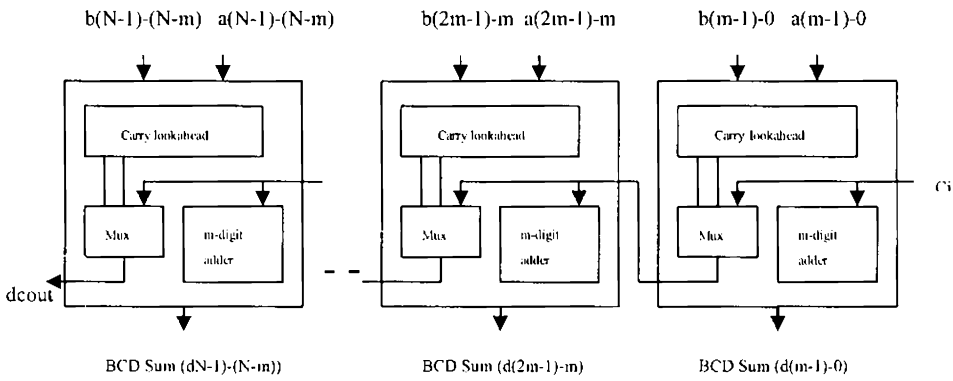 b(N-1)-(N-m) a(N-1)-(N-m) b(2m-1)-m a(2m-1)-m b(m-1)-0 a(m-1)-0
Carry lookahead Carry lookahead Carry lookahead
Ci
Mux m-digit adder Mux m-digit adder Mux m-digit adder
dcout
BCD Sum (dN-1)-(N-m)) BCD Sum (d(2m-1)-m) BCD Sum (d(m-1)-0)